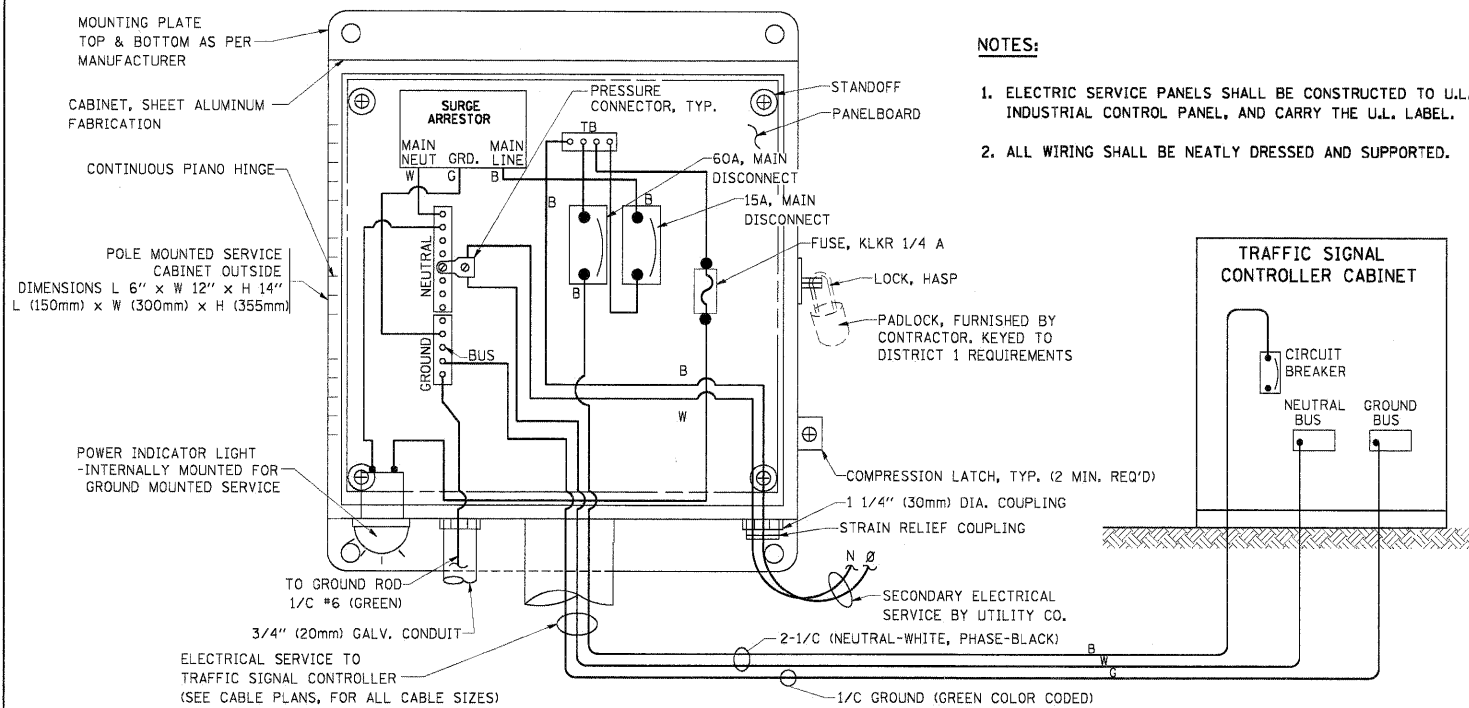 MOUNTING PLATE
TOP & BOTTOM AS PER
MANUFACTURER
CABINET, SHEET ALUMINUM
FABRICATION
CONTINUOUS PIANO HINGE
POLE MOUNTED SERVICE
CABINET OUTSIDE
DIMENSIONS L 6" x W 12" x H 14"
L (150mm) x W (300mm) x H (355mm)
POWER INDICATOR LIGHT
-INTERNALLY MOUNTED FOR
GROUND MOUNTED SERVICE
TO GROUND ROD
1/C #6 (GREEN)
3/4" (20mm) GALV. CONDUIT
ELECTRICAL SERVICE TO
TRAFFIC SIGNAL CONTROLLER
(SEE CABLE PLANS, FOR ALL CABLE SIZES)
SURGE
ARRESTOR
MAIN
NEUT
GRD.
MAIN
LINE
W
G
B
PRESSURE
CONNECTOR, TYP.
TB
NEUTRAL
GROUND
BUS
B
B
B
B
W
STANDOFF
PANELBOARD
60A, MAIN
DISCONNECT
15A, MAIN
DISCONNECT
FUSE, KLKR 1/4 A
LOCK, HASP
PADLOCK, FURNISHED BY
CONTRACTOR. KEYED TO
DISTRICT 1 REQUIREMENTS
COMPRESSION LATCH, TYP. (2 MIN. REQ'D)
1 1/4" (30mm) DIA. COUPLING
STRAIN RELIEF COUPLING
N Ø
SECONDARY ELECTRICAL
SERVICE BY UTILITY CO.
2-1/C (NEUTRAL-WHITE, PHASE-BLACK)
B
W
G
1/C GROUND (GREEN COLOR CODED)
NOTES:
1. ELECTRIC SERVICE PANELS SHALL BE CONSTRUCTED TO U.L.
INDUSTRIAL CONTROL PANEL, AND CARRY THE U.L. LABEL.
2. ALL WIRING SHALL BE NEATLY DRESSED AND SUPPORTED.
TRAFFIC SIGNAL
CONTROLLER CABINET
CIRCUIT
BREAKER
NEUTRAL
BUS
GROUND
BUS